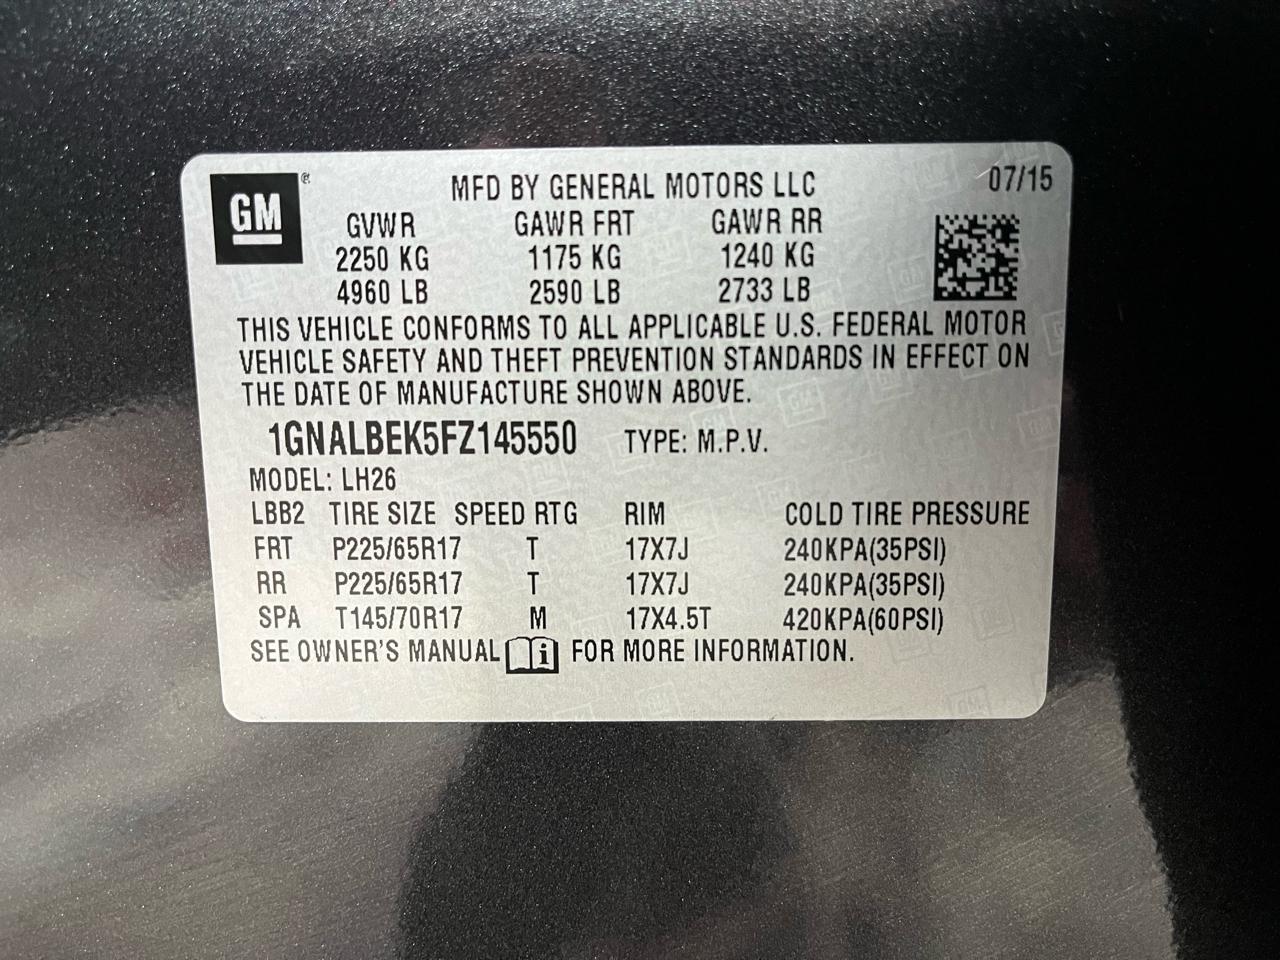 GM®
MFD BY GENERAL MOTORS LLC 07/15
GVWR GAWR FRT GAWR RR
2250 KG 1175 KG 1240 KG
4960 LB 2590 LB 2733 LB
THIS VEHICLE CONFORMS TO ALL APPLICABLE U.S. FEDERAL MOTOR
VEHICLE SAFETY AND THEFT PREVENTION STANDARDS IN EFFECT ON
THE DATE OF MANUFACTURE SHOWN ABOVE.
1GNALBEK5FZ145550 TYPE: M.P.V.
MODEL: LH26
LBB2 TIRE SIZE SPEED RTG RIM COLD TIRE PRESSURE
FRT P225/65R17 T 17X7J 240KPA(35PSI)
RR P225/65R17 T 17X7J 240KPA(35PSI)
SPA T145/70R17 M 17X4.5T 420KPA(60PSI)
SEE OWNER'S MANUAL i FOR MORE INFORMATION.